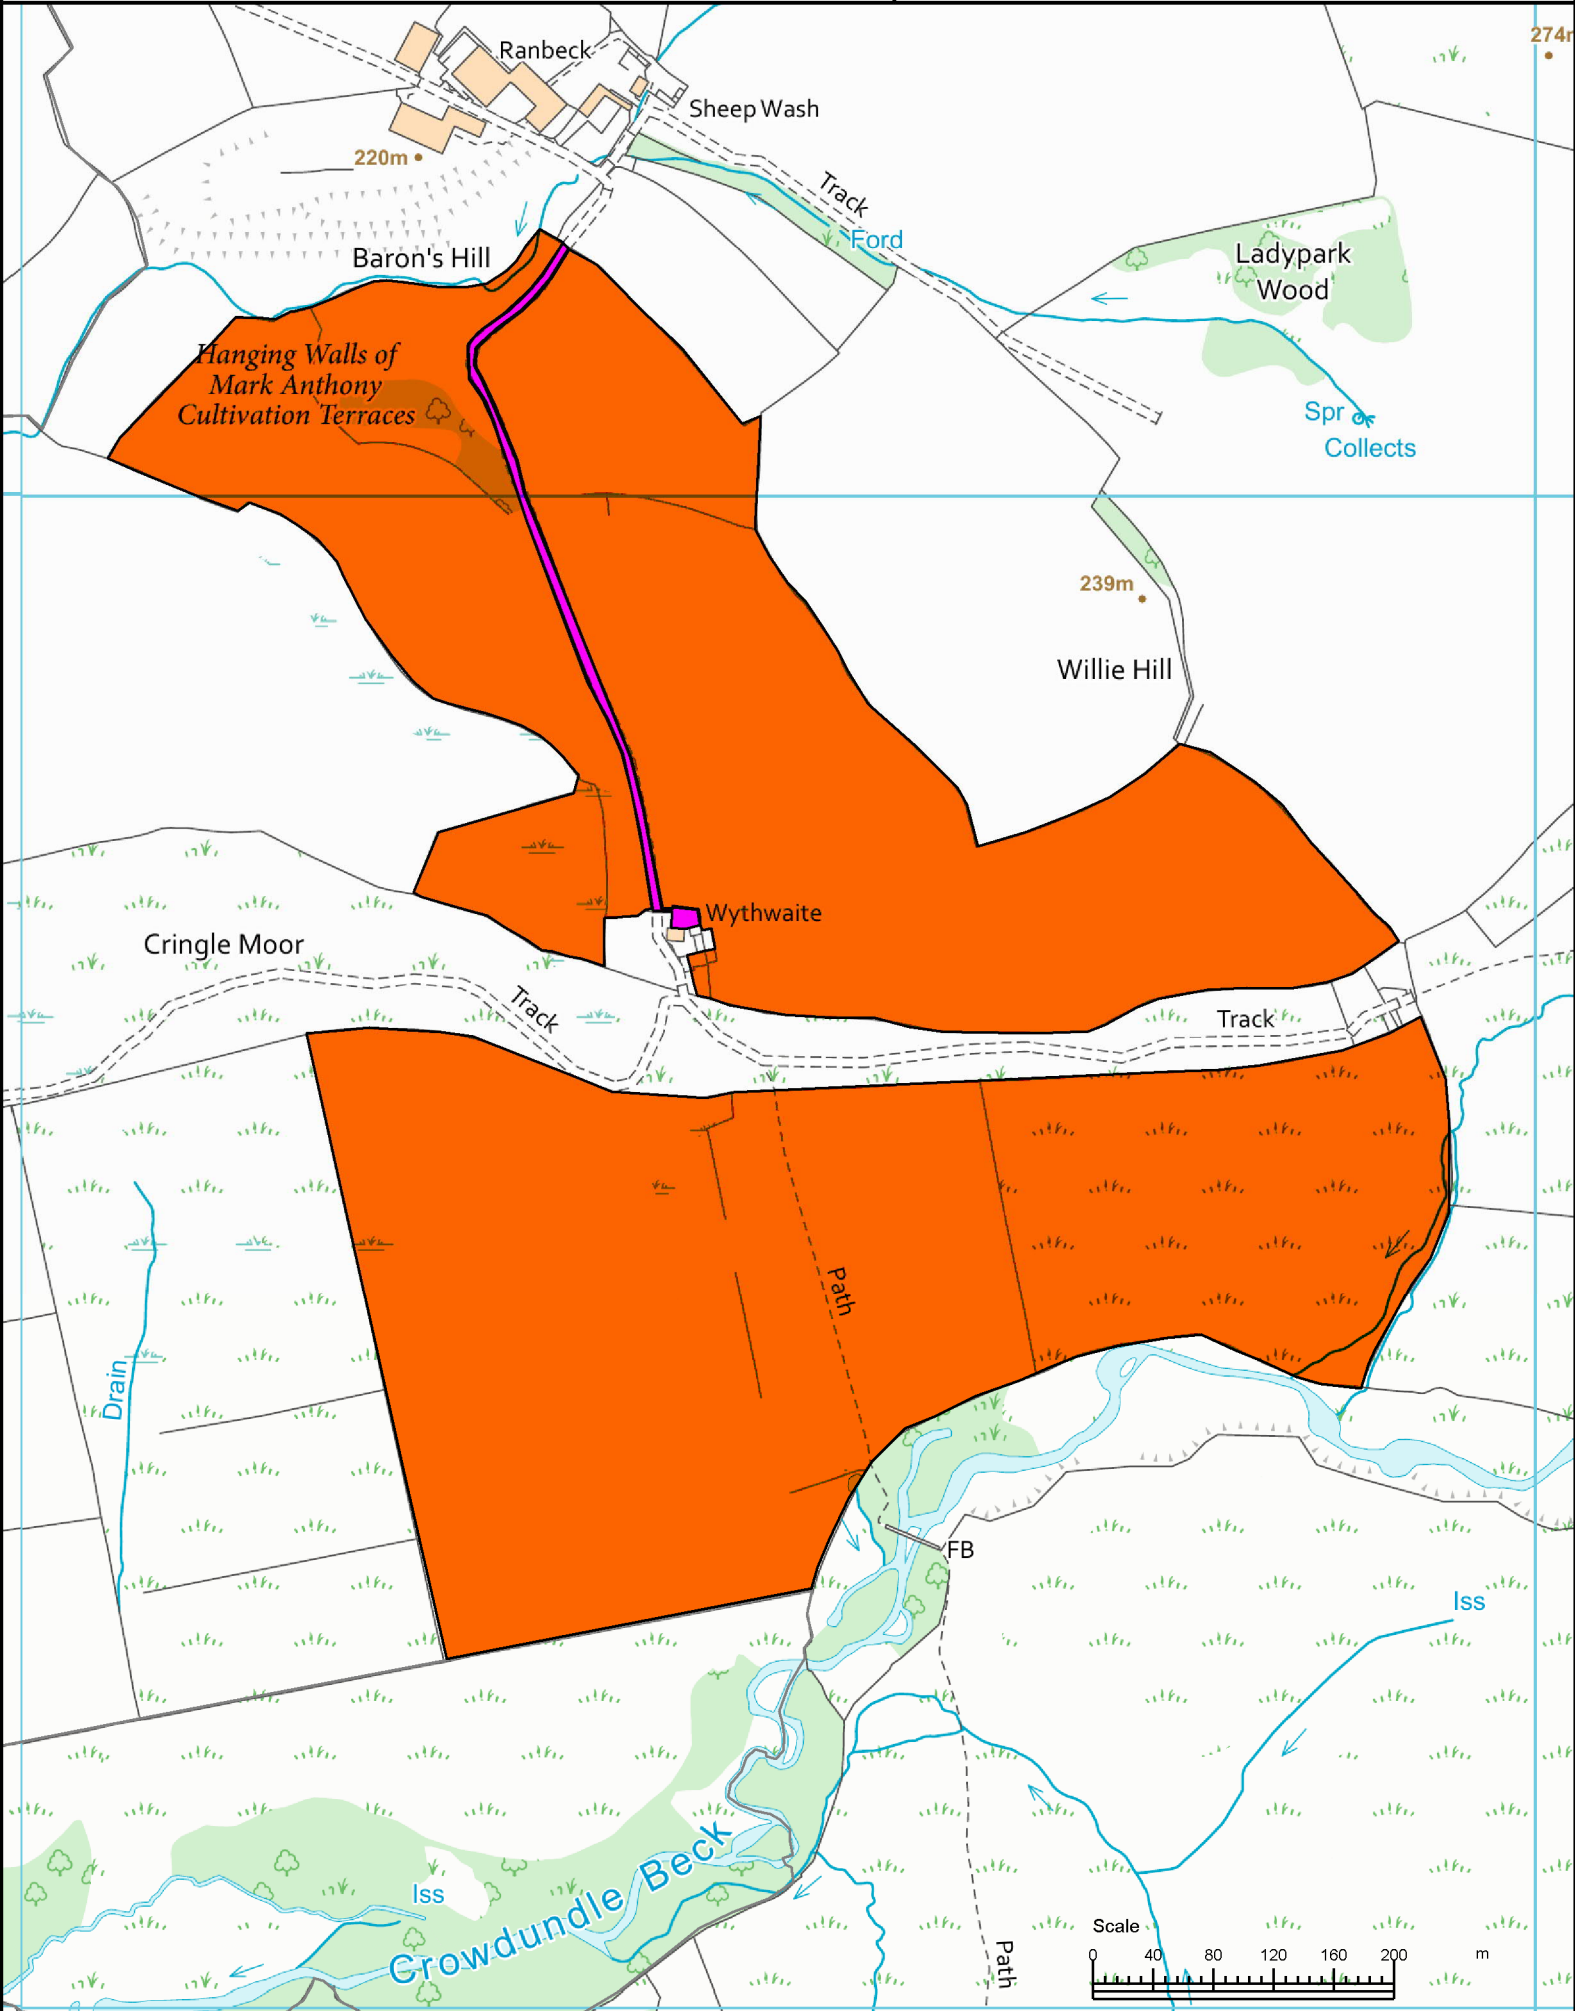 Ranbeck
274m
Sheep Wash
220m
Track
Ford
Baron's Hill
Ladypark
Wood
Hanging Walls of
Mark Anthony
Cultivation Terraces
Spr
Collects
239m
Willie Hill
Wythwaite
Cringle Moor
Track
Track
Path
Drain
FB
Iss
Iss
Crowdundle Beck
Path
Scale
0 40 80 120 160 200 m